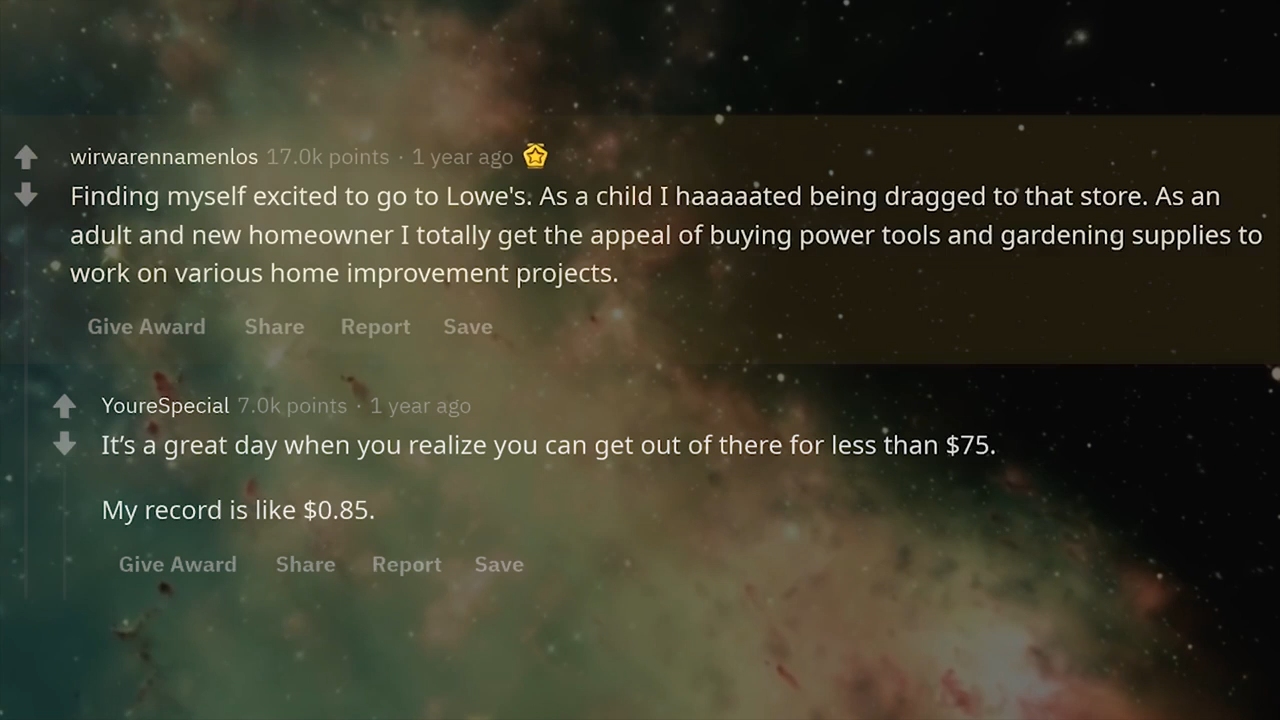 wirwarennamenlos 17.0k points · 1 year ago
Finding myself excited to go to Lowe's. As a child I haaaaated being dragged to that store. As an
adult and new homeowner I totally get the appeal of buying power tools and gardening supplies to
work on various home improvement projects.
Give Award Share Report Save
YoureSpecial 7.0k points · 1 year ago
It’s a great day when you realize you can get out of there for less than $75.
My record is like $0.85.
Give Award Share Report Save